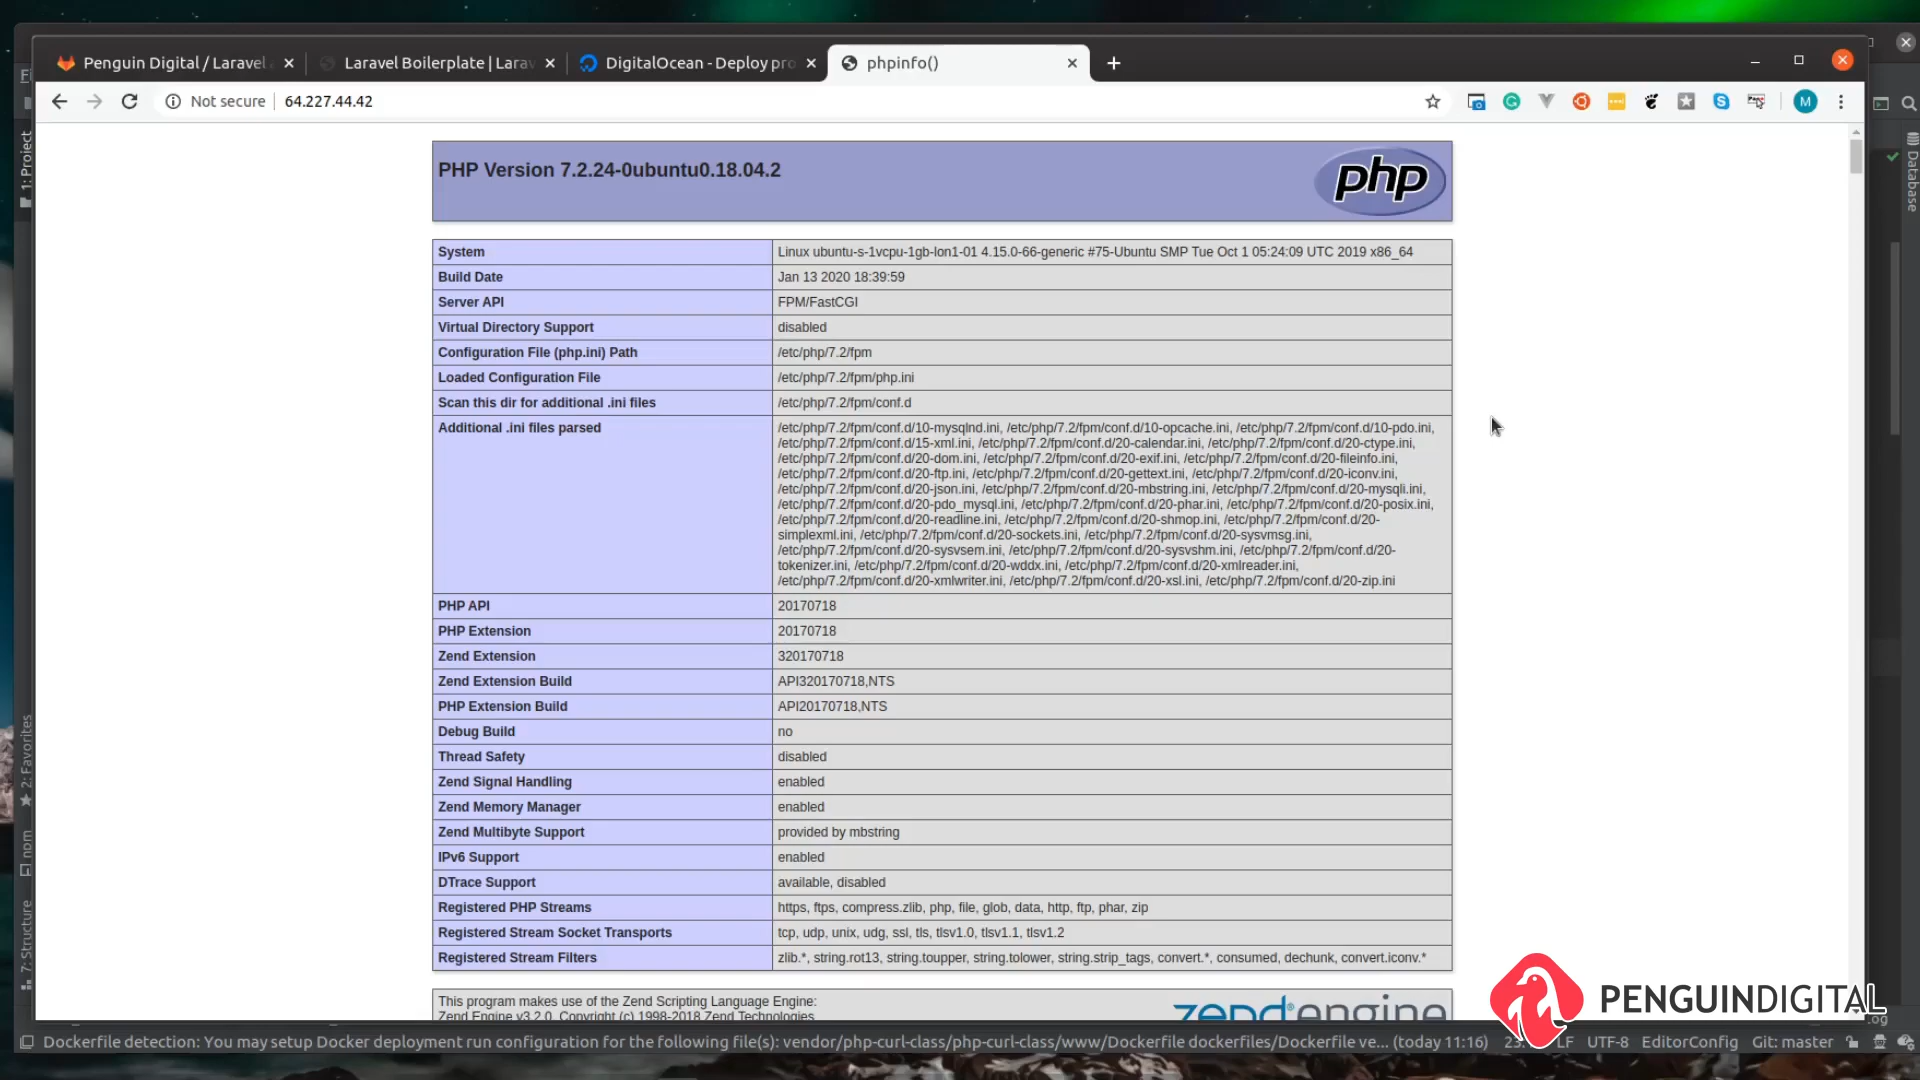 Penguin Digital / Laravel
Laravel Boilerplate | Larav
DigitalOcean - Deploy pro
phpinfo()
Not secure
64.227.44.42
M
1: Project
Database
2: Favorites
npm
7: Structure
PHP Version 7.2.24-0ubuntu0.18.04.2
php
System Linux ubuntu-s-1vcpu-1gb-lon1-01 4.15.0-66-generic #75-Ubuntu SMP Tue Oct 1 05:24:09 UTC 2019 x86_64
Build Date Jan 13 2020 18:39:59
Server API FPM/FastCGI
Virtual Directory Support disabled
Configuration File (php.ini) Path /etc/php/7.2/fpm
Loaded Configuration File /etc/php/7.2/fpm/php.ini
Scan this dir for additional .ini files /etc/php/7.2/fpm/conf.d
Additional .ini files parsed /etc/php/7.2/fpm/conf.d/10-mysqlnd.ini, /etc/php/7.2/fpm/conf.d/10-opcache.ini, /etc/php/7.2/fpm/conf.d/10-pdo.ini,
/etc/php/7.2/fpm/conf.d/15-xml.ini, /etc/php/7.2/fpm/conf.d/20-calendar.ini, /etc/php/7.2/fpm/conf.d/20-ctype.ini,
/etc/php/7.2/fpm/conf.d/20-dom.ini, /etc/php/7.2/fpm/conf.d/20-exif.ini, /etc/php/7.2/fpm/conf.d/20-fileinfo.ini,
/etc/php/7.2/fpm/conf.d/20-ftp.ini, /etc/php/7.2/fpm/conf.d/20-gettext.ini, /etc/php/7.2/fpm/conf.d/20-iconv.ini,
/etc/php/7.2/fpm/conf.d/20-json.ini, /etc/php/7.2/fpm/conf.d/20-mbstring.ini, /etc/php/7.2/fpm/conf.d/20-mysqli.ini,
/etc/php/7.2/fpm/conf.d/20-pdo_mysql.ini, /etc/php/7.2/fpm/conf.d/20-phar.ini, /etc/php/7.2/fpm/conf.d/20-posix.ini,
/etc/php/7.2/fpm/conf.d/20-readline.ini, /etc/php/7.2/fpm/conf.d/20-shmop.ini, /etc/php/7.2/fpm/conf.d/20-
simplexml.ini, /etc/php/7.2/fpm/conf.d/20-sockets.ini, /etc/php/7.2/fpm/conf.d/20-sysvmsg.ini,
/etc/php/7.2/fpm/conf.d/20-sysvsem.ini, /etc/php/7.2/fpm/conf.d/20-sysvshm.ini, /etc/php/7.2/fpm/conf.d/20-
tokenizer.ini, /etc/php/7.2/fpm/conf.d/20-wddx.ini, /etc/php/7.2/fpm/conf.d/20-xmlreader.ini,
/etc/php/7.2/fpm/conf.d/20-xmlwriter.ini, /etc/php/7.2/fpm/conf.d/20-xsl.ini, /etc/php/7.2/fpm/conf.d/20-zip.ini
PHP API 20170718
PHP Extension 20170718
Zend Extension 320170718
Zend Extension Build API320170718,NTS
PHP Extension Build API20170718,NTS
Debug Build no
Thread Safety disabled
Zend Signal Handling enabled
Zend Memory Manager enabled
Zend Multibyte Support provided by mbstring
IPv6 Support enabled
DTrace Support available, disabled
Registered PHP Streams https, ftps, compress.zlib, php, file, glob, data, http, ftp, phar, zip
Registered Stream Socket Transports tcp, udp, unix, udg, ssl, tls, tlsv1.0, tlsv1.1, tlsv1.2
Registered Stream Filters zlib.*, string.rot13, string.toupper, string.tolower, string.strip_tags, convert.*, consumed, dechunk, convert.iconv.*
This program makes use of the Zend Scripting Language Engine:
Zend Engine v3.2.0, Copyright (c) 1998-2018 Zend Technologies
zend engine
PENGUINDIGITAL
Dockerfile detection: You may setup Docker deployment run configuration for the following file(s): vendor/php-curl-class/php-curl-class/www/Dockerfile dockerfiles/Dockerfile ve... (today 11:16) LF UTF-8 EditorConfig Git: master